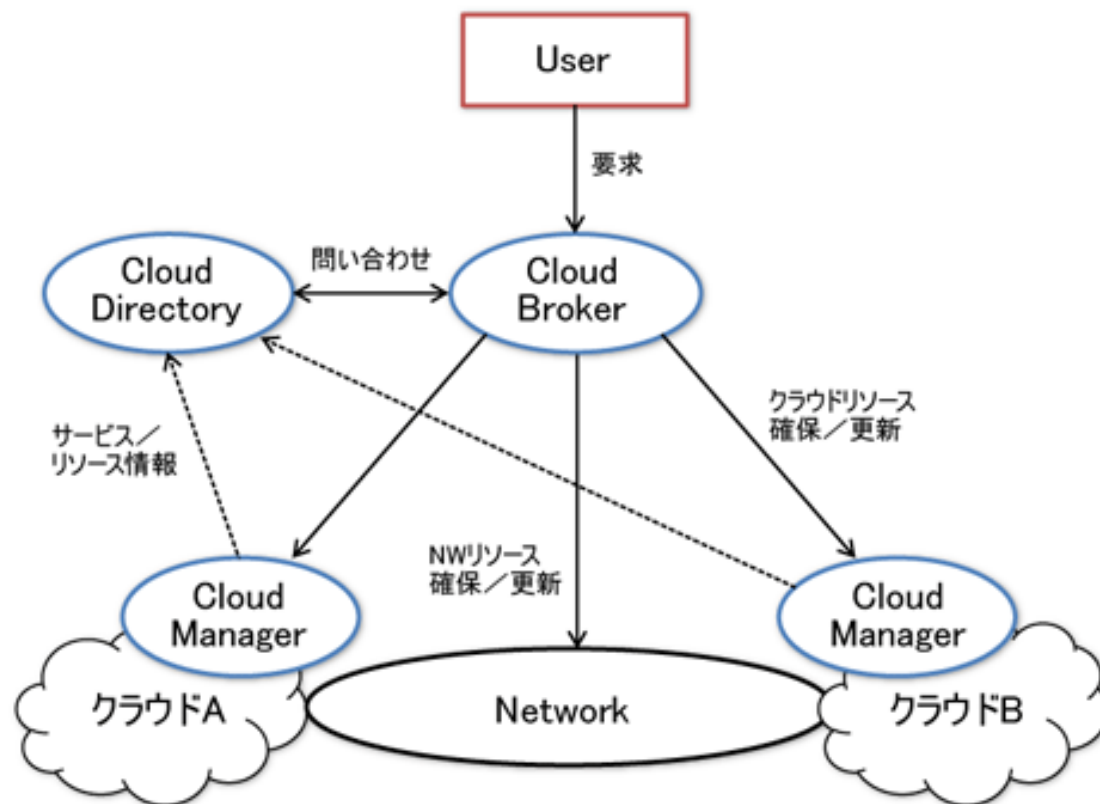 User
要求
問い合わせ
Cloud
Directory
Cloud
Broker
クラウドリソース
確保／更新
サービス／
リソース情報
NWリソース
確保／更新
Cloud
Manager
Cloud
Manager
クラウドA
Network
クラウドB